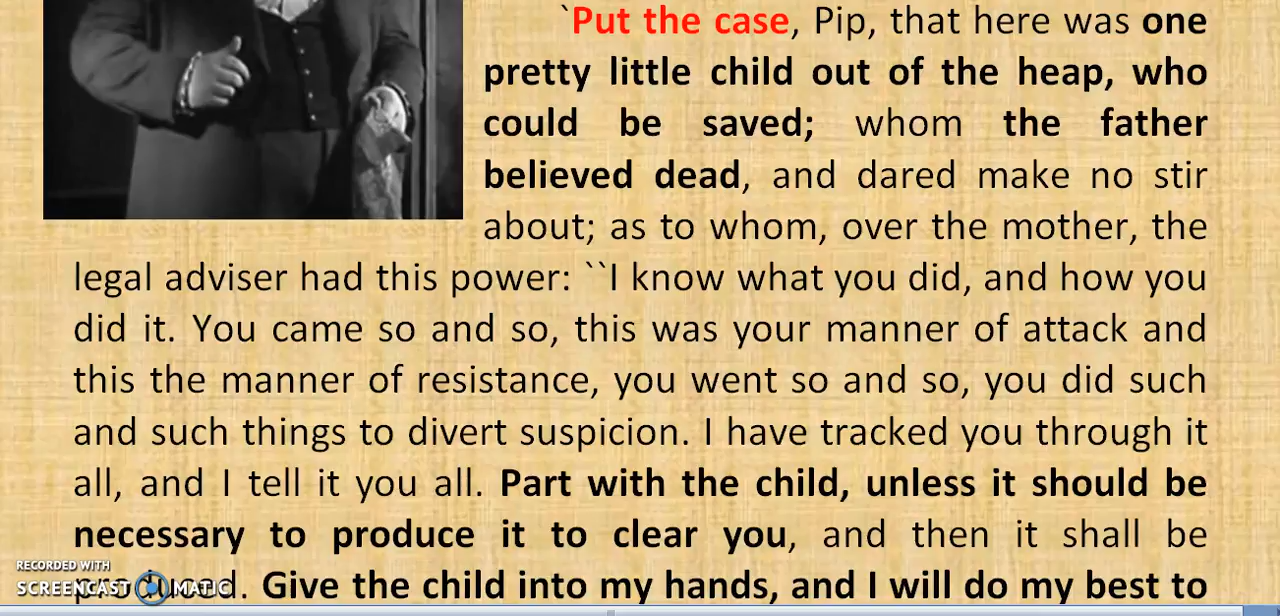 `Put the case, Pip, that here was one
pretty little child out of the heap, who
could be saved; whom the father
believed dead, and dared make no stir
about; as to whom, over the mother, the
legal adviser had this power: ``I know what you did, and how you
did it. You came so and so, this was your manner of attack and
this the manner of resistance, you went so and so, you did such
and such things to divert suspicion. I have tracked you through it
all, and I tell it you all. Part with the child, unless it should be
necessary to produce it to clear you, and then it shall be
Give the child into my hands, and I will do my best to
RECORDED WITH
SCREENCAST MATIC